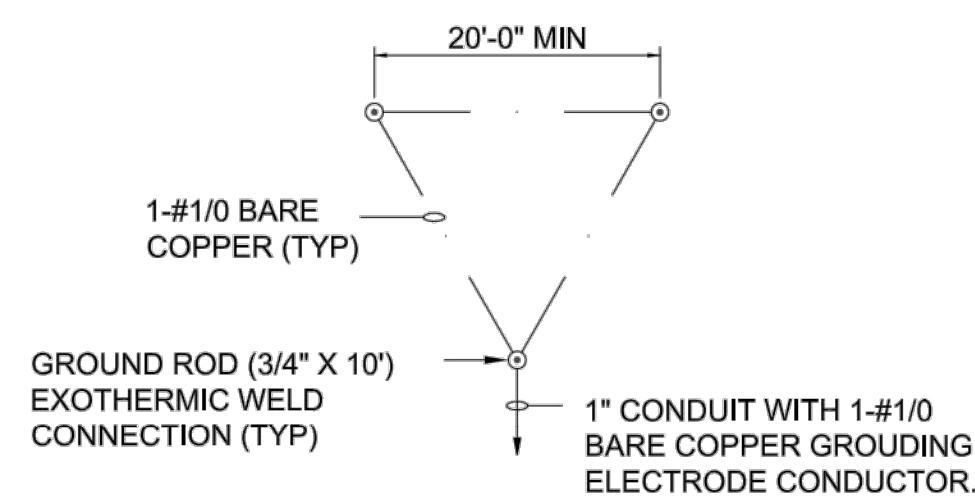 20'-0" MIN
1-#1/0 BARE
COPPER (TYP)
GROUND ROD (3/4" X 10')
EXOTHERMIC WELD
CONNECTION (TYP)
1" CONDUIT WITH 1-#1/0
BARE COPPER GROUDING
ELECTRODE CONDUCTOR.